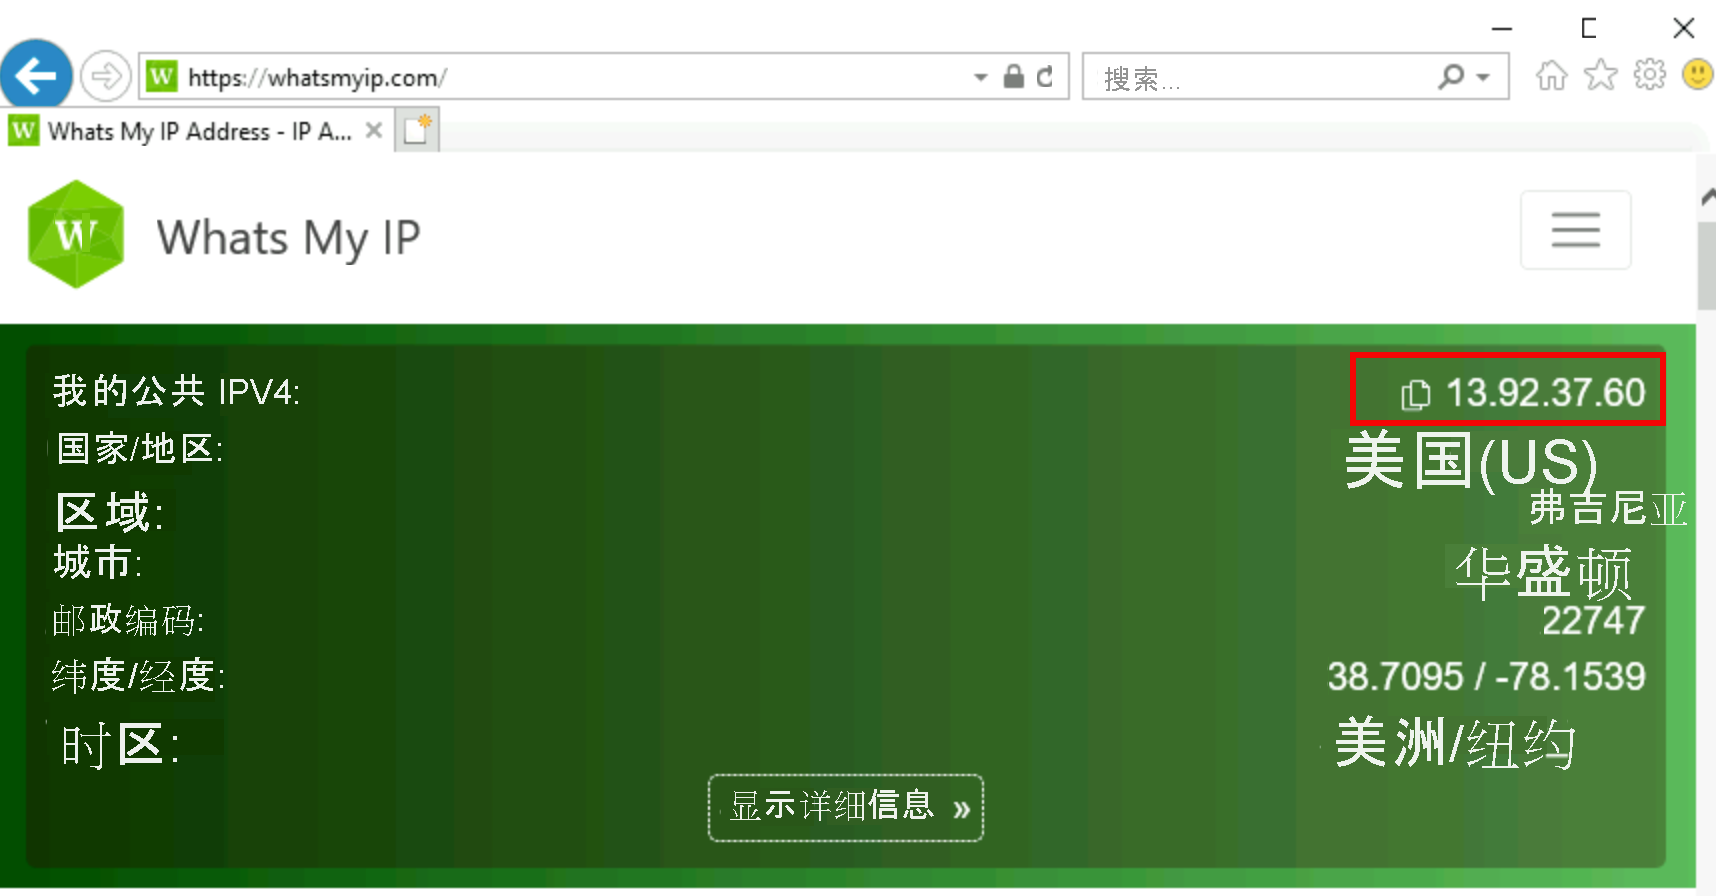 https://whatsmyip.com/
搜索...
Whats My IP Address - IP A...
Whats My IP
我的公共 IPV4: 13.92.37.60
国家/地区: 美国(US)
区域: 弗吉尼亚
城市: 华盛顿
邮政编码: 22747
纬度/经度: 38.7095 / -78.1539
时区: 美洲/纽约
显示详细信息 »